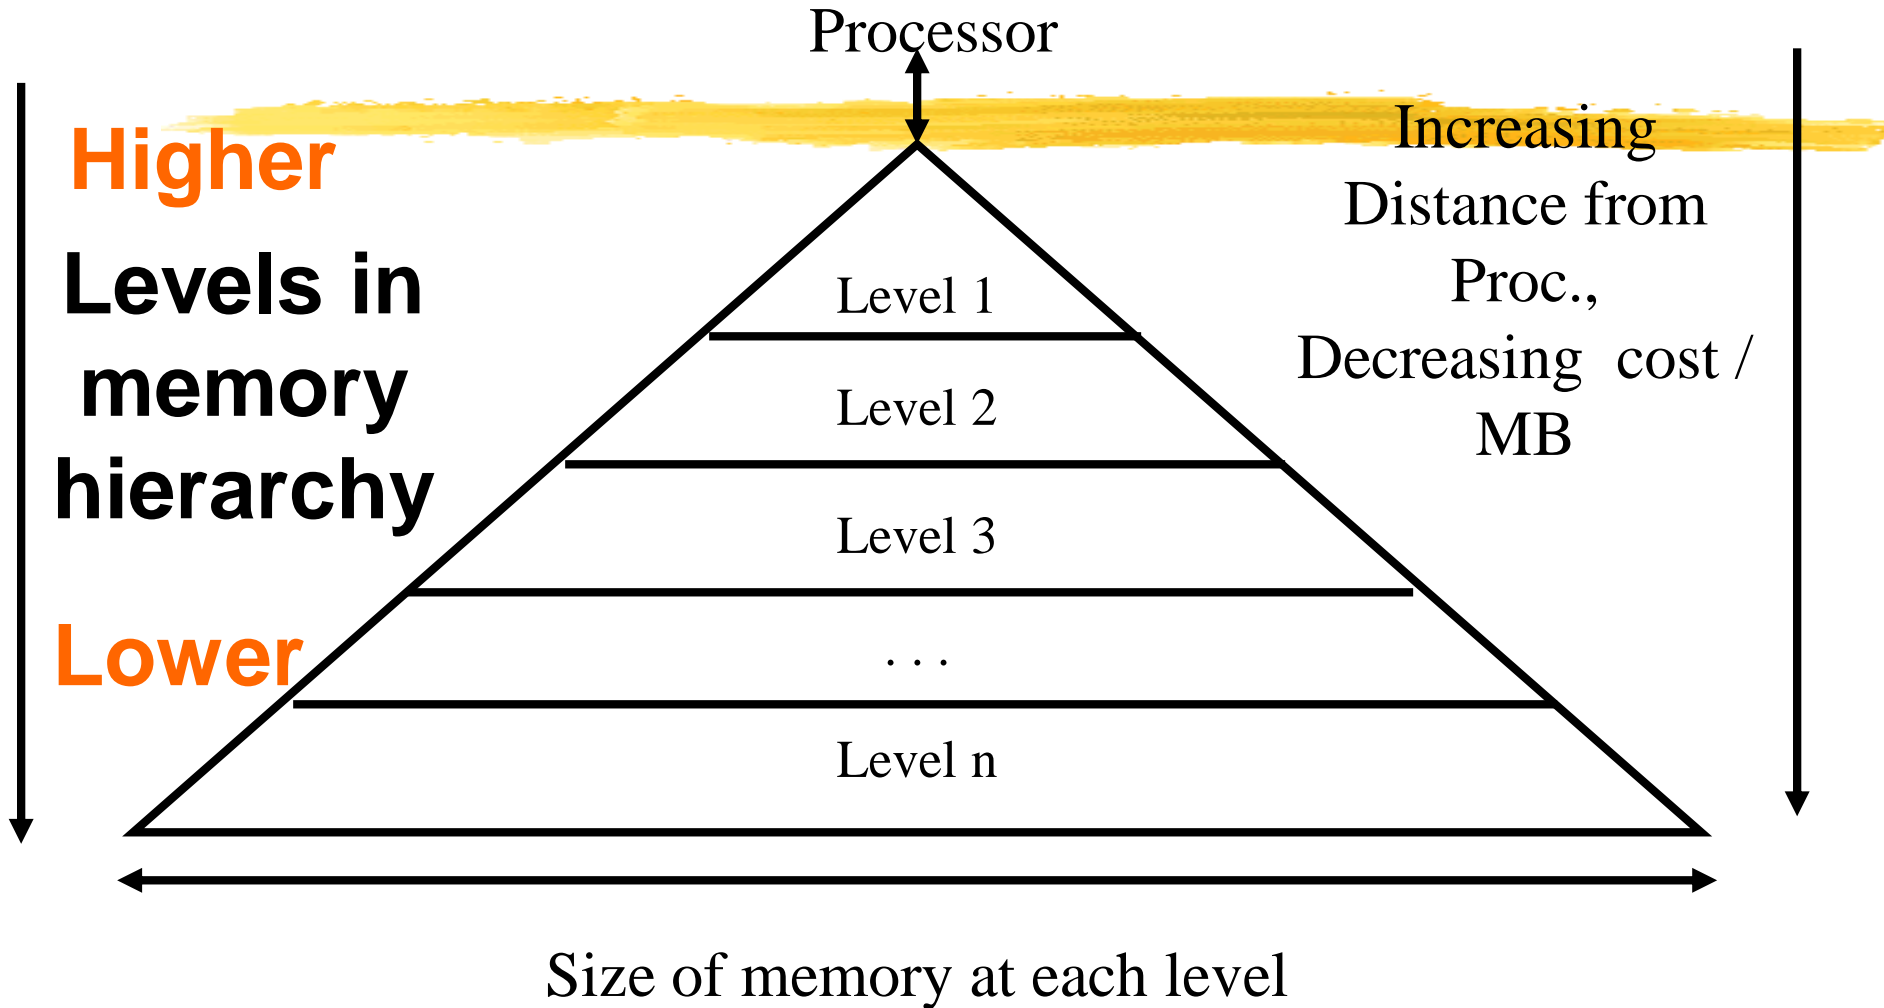 Processor
Higher
Levels in
memory
hierarchy
Lower
Level 1
Level 2
Level 3
. . .
Level n
Increasing
Distance from
Proc.,
Decreasing cost /
MB
Size of memory at each level